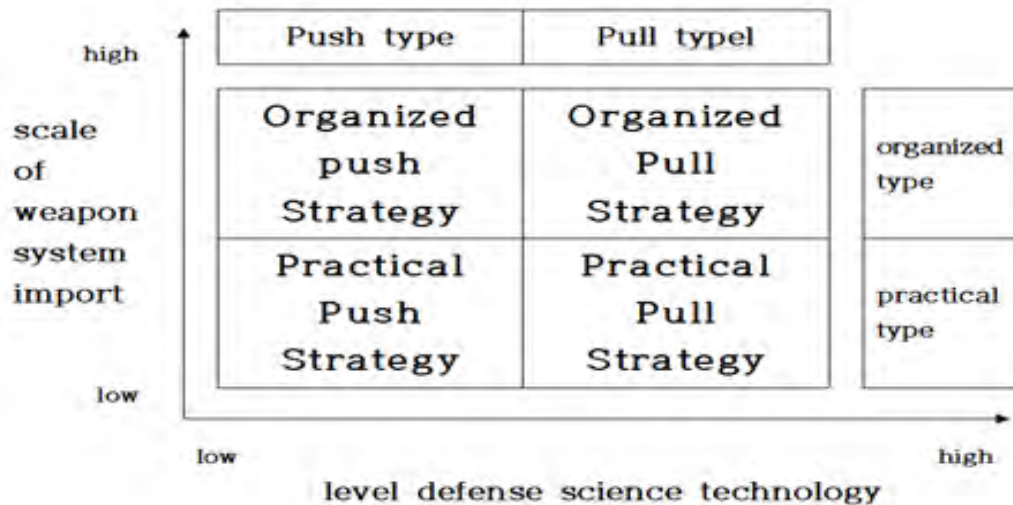 Push type
Pull typel
high
scale
of
weapon
system
import
Organized
push
Strategy
Organized
Pull
Strategy
organized
type
Practical
Push
Strategy
Practical
Pull
Strategy
practical
type
low
low
high
level defense science technology